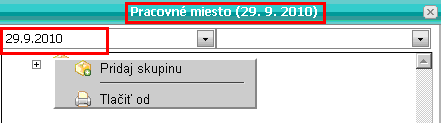 Pracovné miesto (29. 9. 2010)
29.9.2010
Pridaj skupinu
Tlačiť od